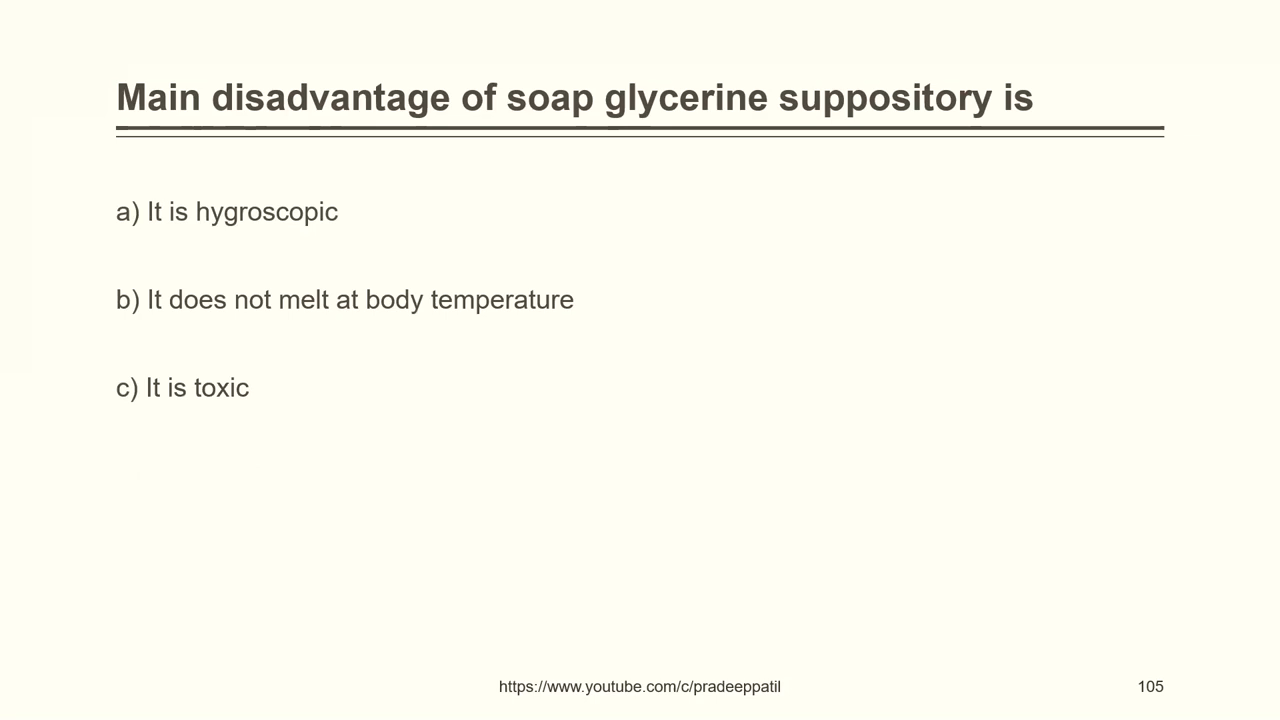 Main disadvantage of soap glycerine suppository is
a) It is hygroscopic
b) It does not melt at body temperature
c) It is toxic
https://www.youtube.com/c/pradeeppatil
105